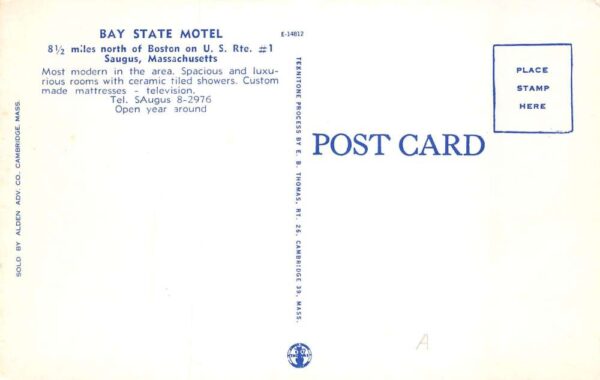 BAY STATE MOTEL
8½ miles north of Boston on U. S. Rte. #1
Saugus, Massachusetts
Most modern in the area. Spacious and luxu-
rious rooms with ceramic tiled showers. Custom
made mattresses - television.
Tel. SAugus 8-2976
Open year around
SOLD BY ALDEN ADV. CO., CAMBRIDGE, MASS.
E-14812
TEKNITONE PROCESS BY E. B. THOMAS, RT. 26, CAMBRIDGE 39, MASS.
POST CARD
PLACE
STAMP
HERE
A